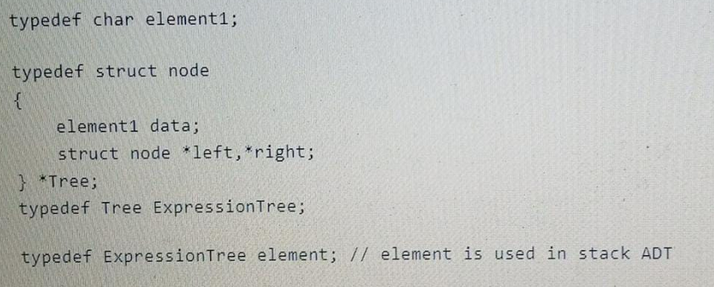 typedef char element1;
typedef struct node
{
element1 data;
struct node *left,*right;
} *Tree;
typedef Tree ExpressionTree;
typedef ExpressionTree element; // element is used in stack ADT